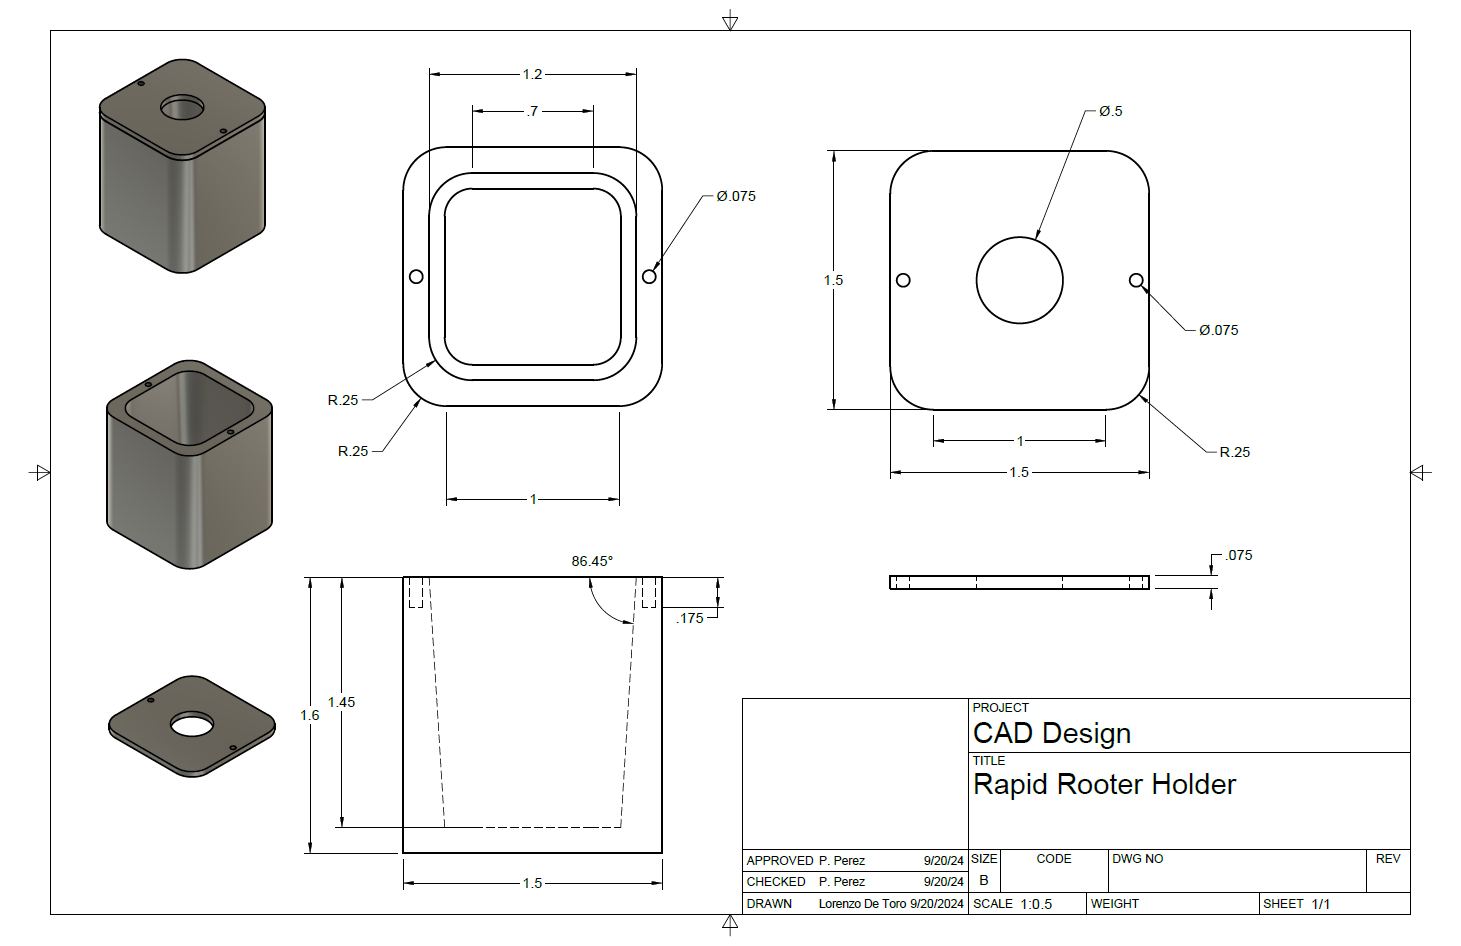 1.2
.7
Ø.075
R.25
R.25
1
Ø.5
1.5
Ø.075
R.25
1
1.5
86.45°
.175
1.45
1.6
1.5
.075
PROJECT
CAD Design
TITLE
Rapid Rooter Holder
APPROVED P. Perez 9/20/24
CHECKED P. Perez 9/20/24
DRAWN Lorenzo De Toro 9/20/2024
SIZE CODE DWG NO REV
B
SCALE 1:0.5 WEIGHT SHEET 1/1